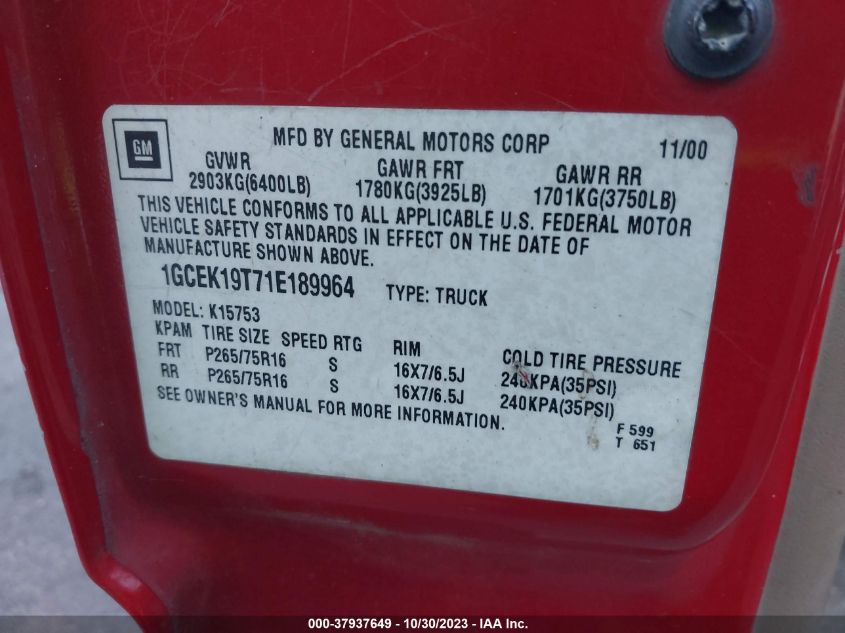 GM
MFD BY GENERAL MOTORS CORP 11/00
GVWR GAWR FRT GAWR RR
2903KG(6400LB) 1780KG(3925LB) 1701KG(3750LB)
THIS VEHICLE CONFORMS TO ALL APPLICABLE U.S. FEDERAL MOTOR
VEHICLE SAFETY STANDARDS IN EFFECT ON THE DATE OF
MANUFACTURE SHOWN ABOVE.
1GCEK19T71E189964 TYPE: TRUCK
MODEL: K15753
KPAM TIRE SIZE SPEED RTG RIM COLD TIRE PRESSURE
FRT P265/75R16 S 16X7/6.5J 240KPA(35PSI)
RR P265/75R16 S 16X7/6.5J 240KPA(35PSI)
SEE OWNER'S MANUAL FOR MORE INFORMATION.
F 599
T 651
000-37937649 - 10/30/2023 - IAA Inc.